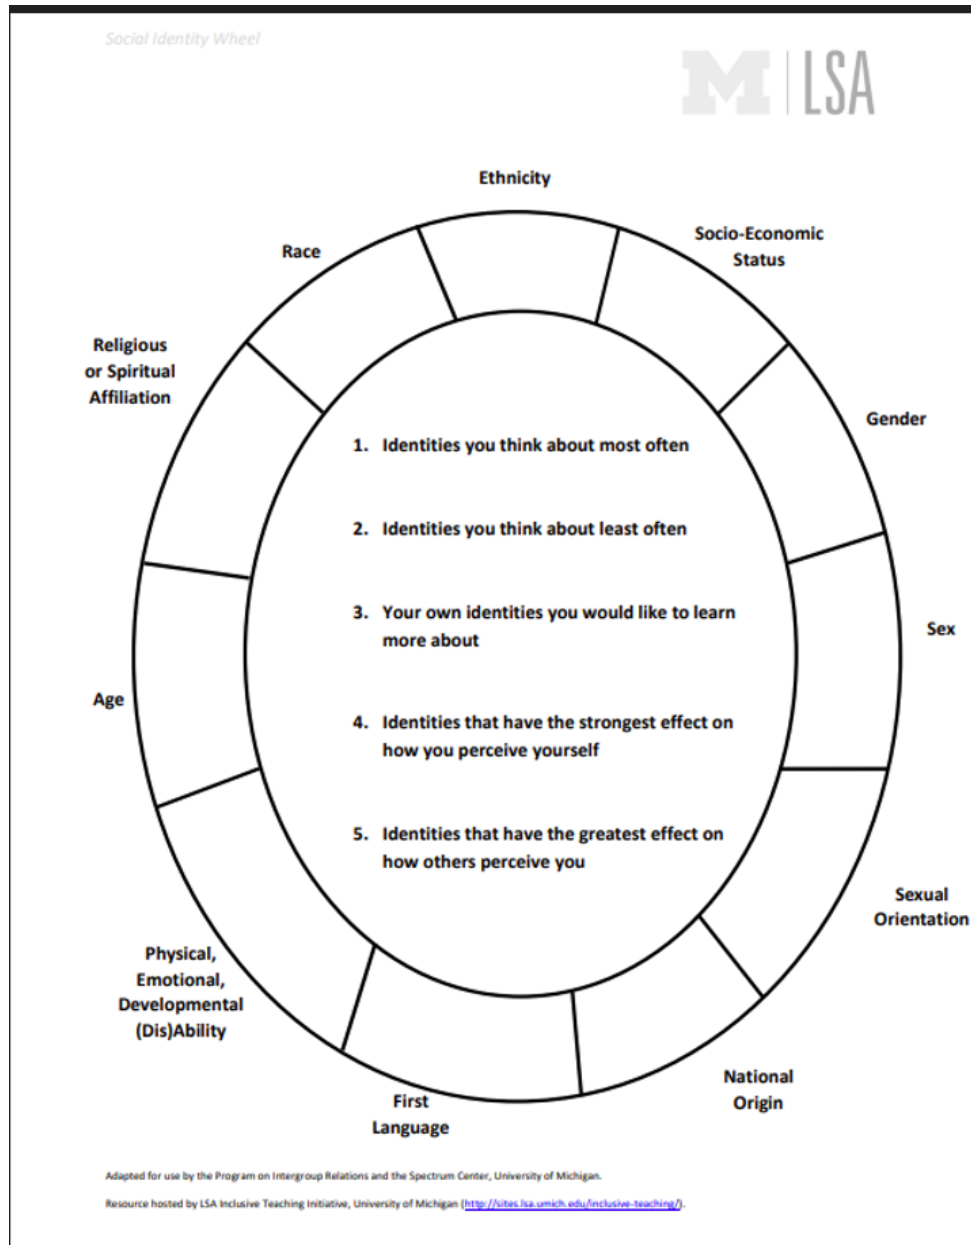 Social Identity Wheel
M | LSA
Ethnicity
Socio-Economic
Status
Race
Religious
or Spiritual
Affiliation
Gender
1. Identities you think about most often
2. Identities you think about least often
3. Your own identities you would like to learn
more about
Sex
Age
4. Identities that have the strongest effect on
how you perceive yourself
5. Identities that have the greatest effect on
how others perceive you
Sexual
Orientation
Physical,
Emotional,
Developmental
(Dis)Ability
National
Origin
First
Language
Adapted for use by the Program on Intergroup Relations and the Spectrum Center, University of Michigan.
Resource hosted by LSA Inclusive Teaching Initiative, University of Michigan (http://sites.lsa.umich.edu/inclusive-teaching/).